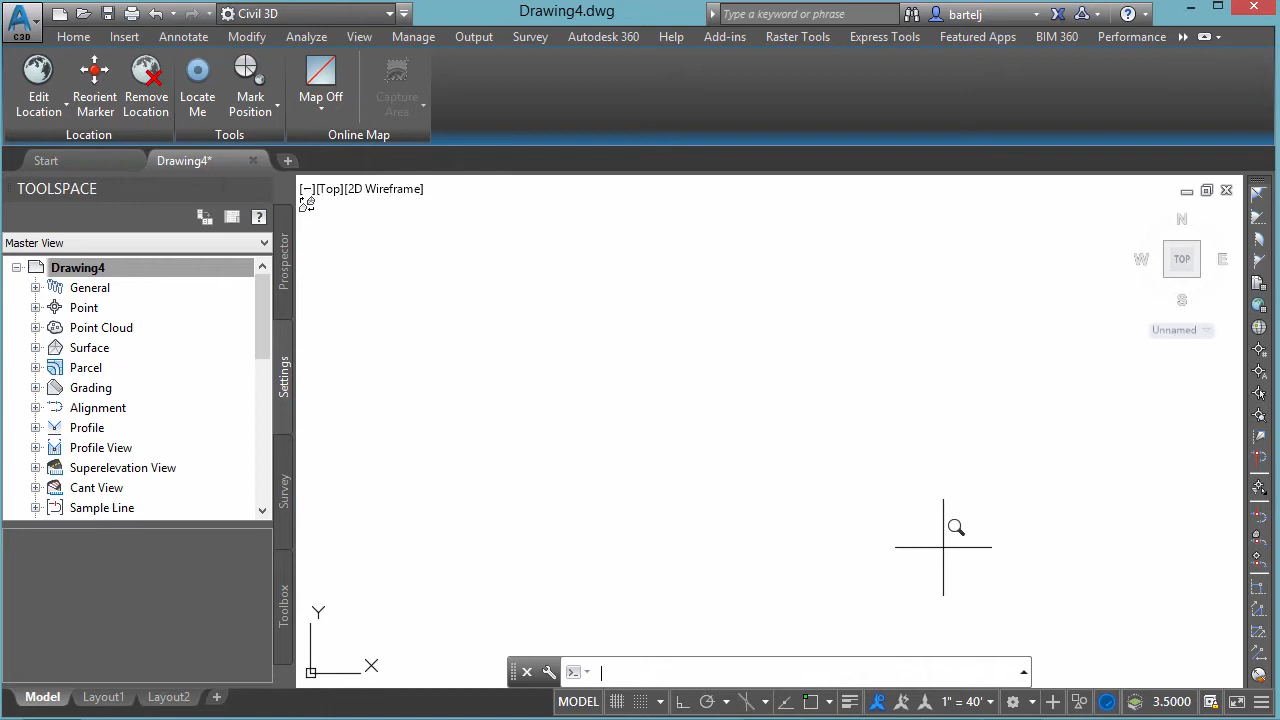 Civil 3D
Drawing4.dwg
Type a keyword or phrase
bartelj
C3D
Home Insert Annotate Modify Analyze View Manage Output Survey Autodesk 360 Help Add-ins Raster Tools Express Tools Featured Apps BIM 360 Performance
Edit Location
Reorient Marker
Remove Location
Locate Me
Mark Position
Map Off
Capture Area
Location
Tools
Online Map
Start
Drawing4*
TOOLSPACE
[−][Top][2D Wireframe]
Master View
Drawing4
General
Point
Point Cloud
Surface
Parcel
Grading
Alignment
Profile
Profile View
Superelevation View
Cant View
Sample Line
Prospector
Settings
Survey
Toolbox
N
W TOP E
S
Unnamed
Y
X
Model Layout1 Layout2
MODEL
1" = 40'
3.5000